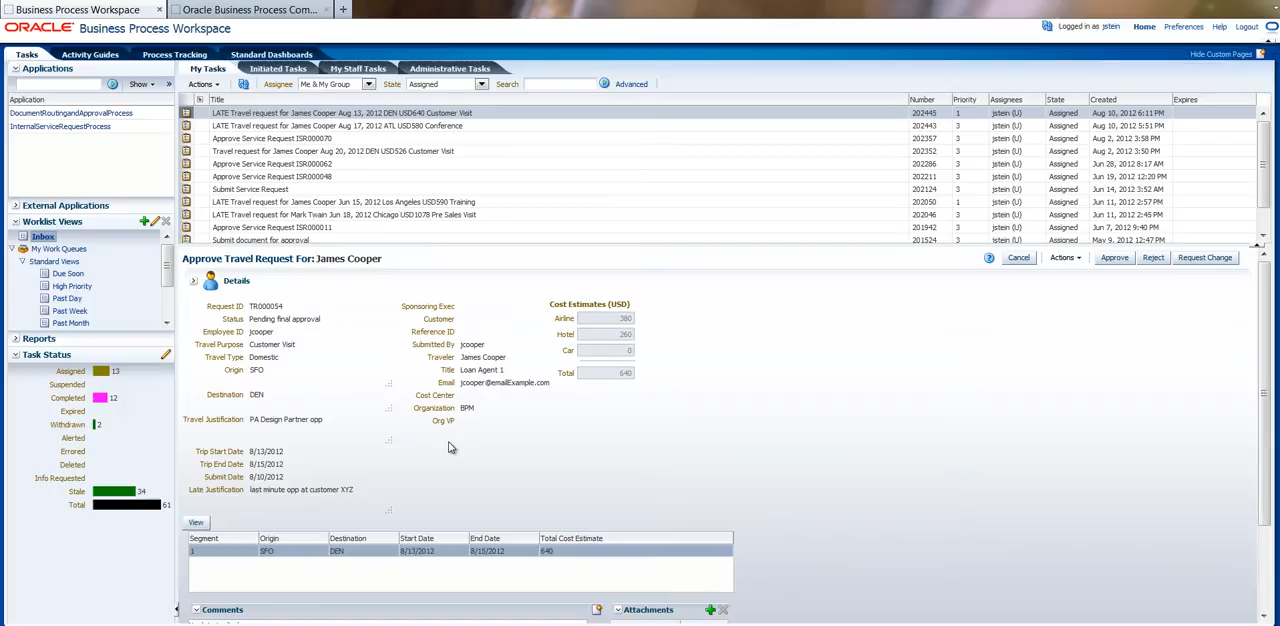 Business Process Workspace × Oracle Business Process Com... × +
ORACLE Business Process Workspace Logged in as jstein Home Preferences Help Logout
Tasks Activity Guides Process Tracking Standard Dashboards Hide Custom Pages
Applications My Tasks Initiated Tasks My Staff Tasks Administrative Tasks
Show » Actions Assignee Me & My Group State Assigned Search Advanced
Application Title Number Priority Assignees State Created Expires
DocumentRoutingandApprovalProcess
InternalServiceRequestProcess
LATE Travel request for James Cooper Aug 13, 2012 DEN USD640 Customer Visit 202445 1 jstein (U) Assigned Aug 10, 2012 6:11 PM
LATE Travel request for James Cooper Aug 17, 2012 ATL USD580 Conference 202443 3 jstein (U) Assigned Aug 10, 2012 5:51 PM
Approve Service Request ISR000070 202357 3 jstein (U) Assigned Aug 2, 2012 3:58 PM
Travel request for James Cooper Aug 20, 2012 DEN USD526 Customer Visit 202352 3 jstein (U) Assigned Aug 2, 2012 3:50 PM
Approve Service Request ISR000062 202286 3 jstein (U) Assigned Jun 28, 2012 8:17 AM
Approve Service Request ISR000048 202211 3 jstein (U) Assigned Jun 19, 2012 12:20 PM
Submit Service Request 202124 3 jstein (U) Assigned Jun 14, 2012 3:52 AM
LATE Travel request for James Cooper Jun 15, 2012 Los Angeles USD590 Training 202050 1 jstein (U) Assigned Jun 11, 2012 2:57 PM
LATE Travel request for Mark Twain Jun 18, 2012 Chicago USD1078 Pre Sales Visit 202046 3 jstein (U) Assigned Jun 11, 2012 2:45 PM
Approve Service Request ISR000011 201942 3 jstein (U) Assigned Jun 7, 2012 9:40 PM
Submit document for approval 201524 3 jstein (U) Assigned May 9, 2012 12:47 PM
External Applications
Worklist Views
Inbox
My Work Queues
Standard Views
Due Soon
High Priority
Past Day
Past Week
Past Month
Reports
Task Status
Assigned 13
Suspended
Completed 12
Expired
Withdrawn 2
Alerted
Errored
Deleted
Info Requested
Stale 34
Total 61
Approve Travel Request For: James Cooper Cancel Actions Approve Reject Request Change
Details
Request ID TR000054
Status Pending final approval
Employee ID jcooper
Travel Purpose Customer Visit
Travel Type Domestic
Origin SFO
Destination DEN
Travel Justification PA Design Partner opp
Trip Start Date 8/13/2012
Trip End Date 8/15/2012
Submit Date 8/10/2012
Late Justification last minute opp at customer XYZ
Sponsoring Exec
Customer
Reference ID
Submitted By jcooper
Traveler James Cooper
Title Loan Agent 1
Email jcooper@emailExample.com
Cost Center
Organization BPM
Org VP
Cost Estimates (USD)
Airline 380
Hotel 260
Car 0
Total 640
View
Segment Origin Destination Start Date End Date Total Cost Estimate
1 SFO DEN 8/13/2012 8/15/2012 640
Comments Attachments